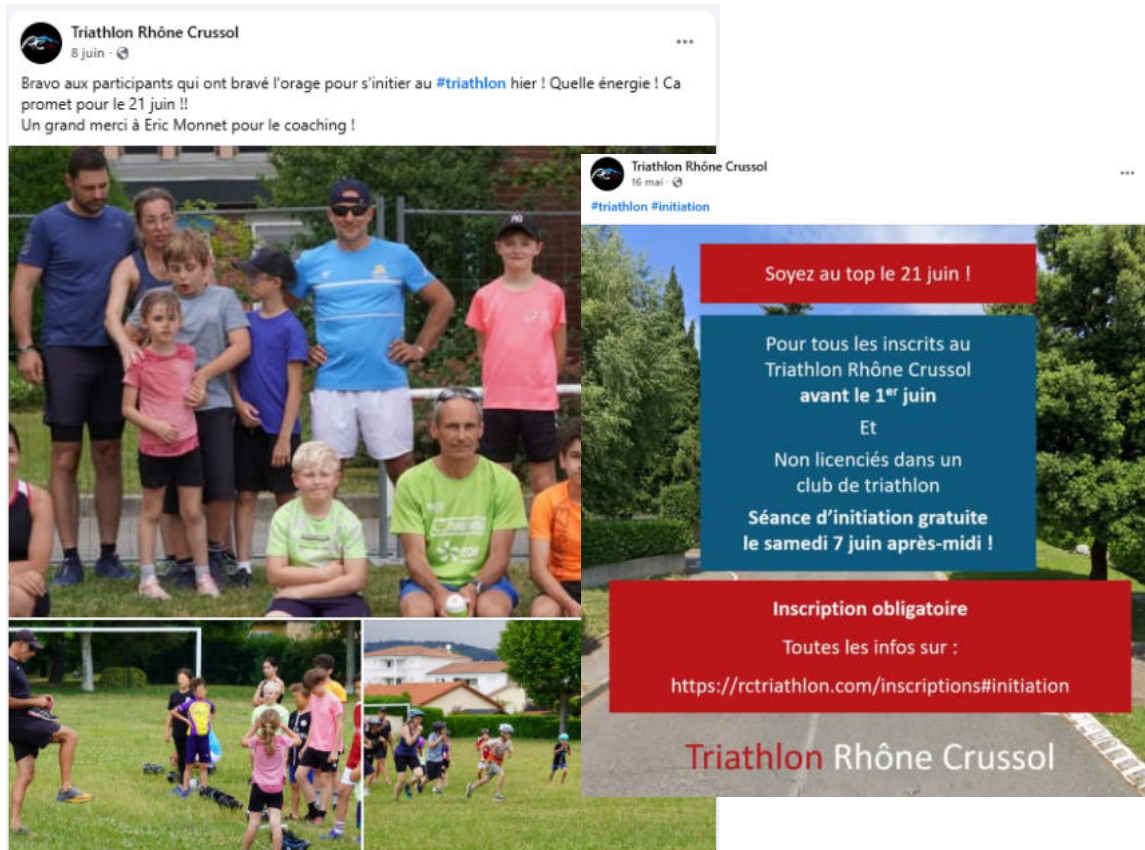 Triathlon Rhône Crussol
8 juin
Bravo aux participants qui ont bravé l'orage pour s'initier au #triathlon hier ! Quelle énergie ! Ca
promet pour le 21 juin !!
Un grand merci à Eric Monnet pour le coaching !
Triathlon Rhône Crussol
16 mai
#triathlon #initiation
Soyez au top le 21 juin !
Pour tous les inscrits au
Triathlon Rhône Crussol
avant le 1er juin
Et
Non licenciés dans un
club de triathlon
Séance d'initiation gratuite
le samedi 7 juin après-midi !
Inscription obligatoire
Toutes les infos sur :
https://rctriathlon.com/inscriptions#initiation
Triathlon Rhône Crussol